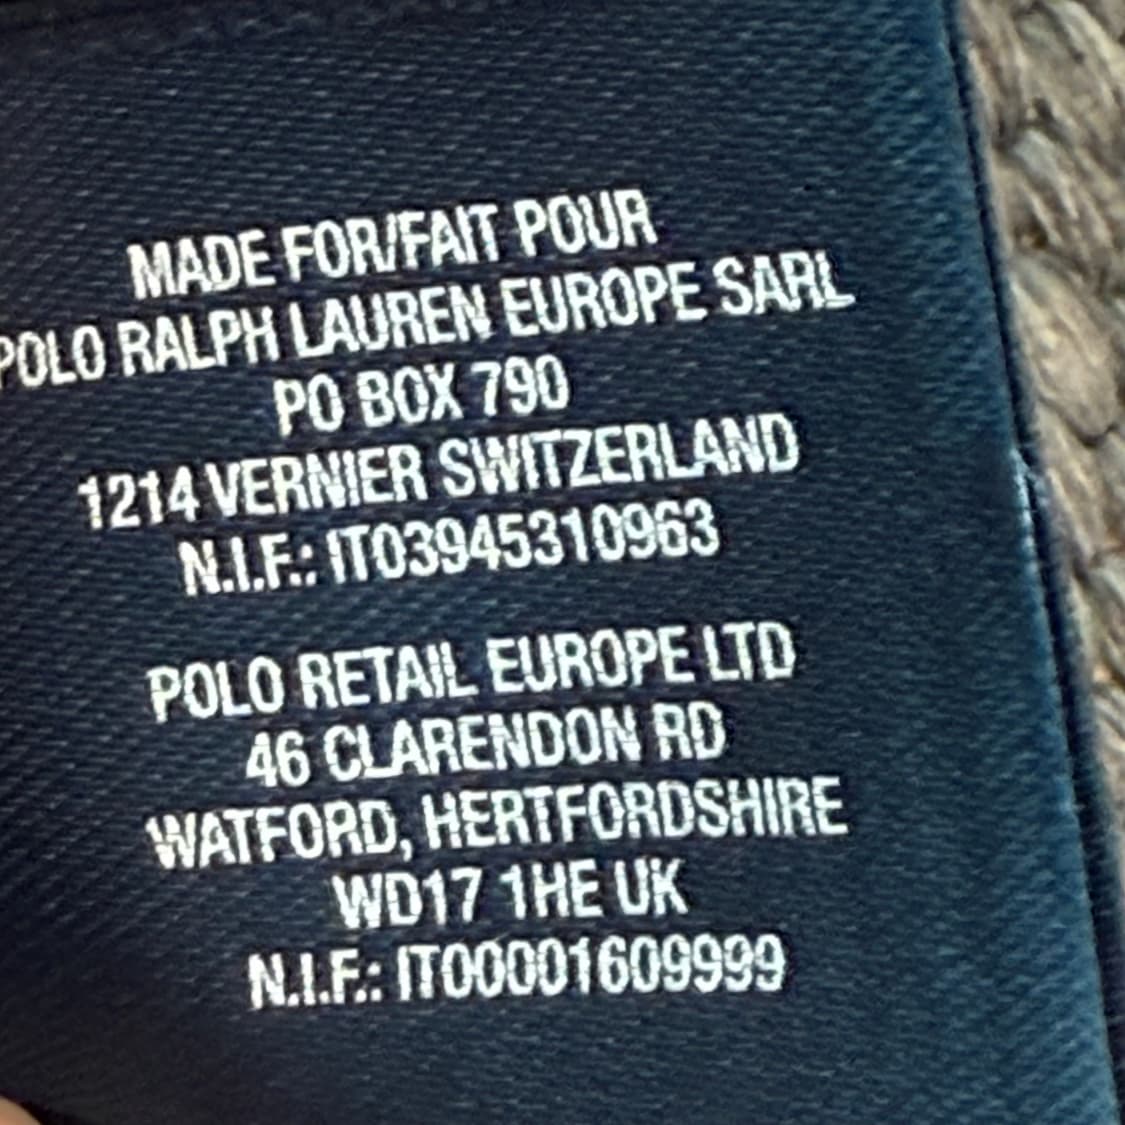 MADE FOR/FAIT POUR
POLO RALPH LAUREN EUROPE SARL
PO BOX 790
1214 VERNIER SWITZERLAND
N.I.F.: IT03945310963
POLO RETAIL EUROPE LTD
46 CLARENDON RD
WATFORD, HERTFORDSHIRE
WD17 1HE UK
N.I.F.: IT00001609999